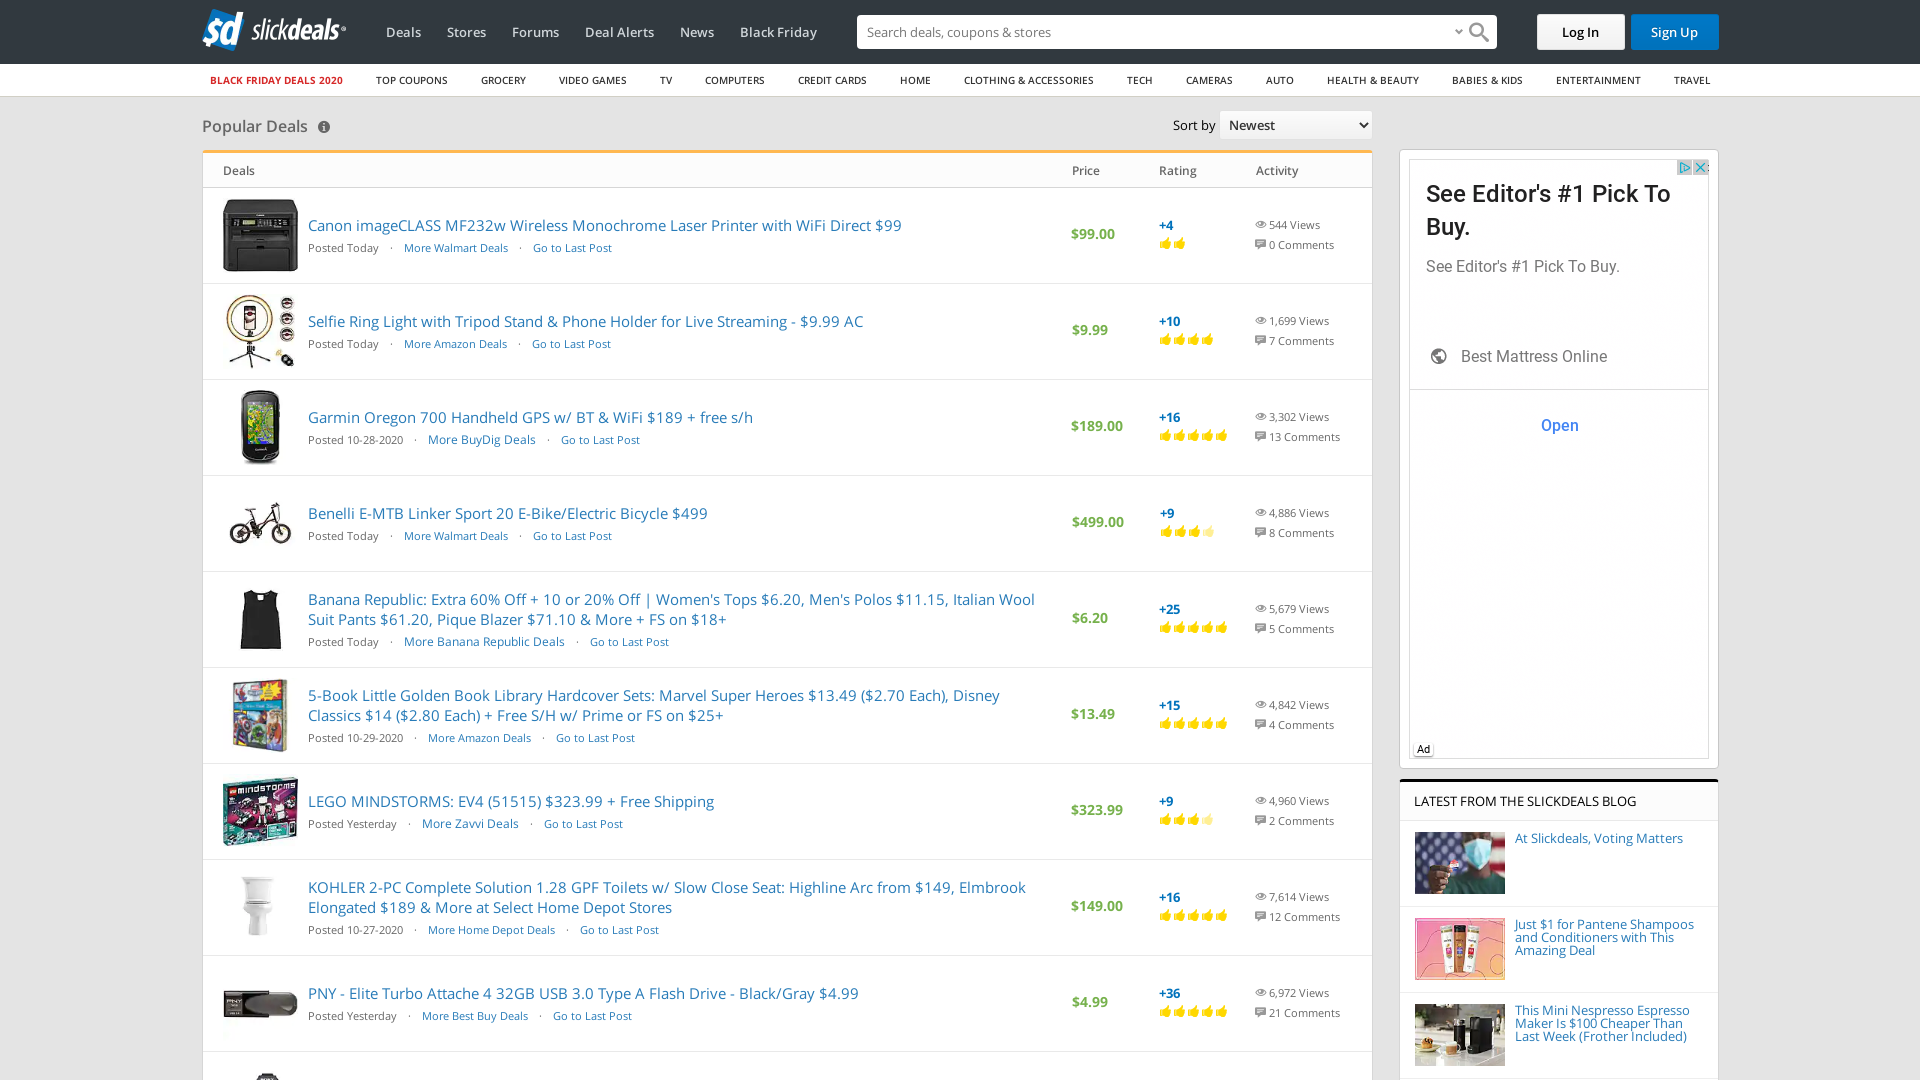 sd slickdeals
Deals
Stores
Forums
Deal Alerts
News
Black Friday
Search deals, coupons & stores
Log In
Sign Up
BLACK FRIDAY DEALS 2020
TOP COUPONS
GROCERY
VIDEO GAMES
TV
COMPUTERS
CREDIT CARDS
HOME
CLOTHING & ACCESSORIES
TECH
CAMERAS
AUTO
HEALTH & BEAUTY
BABIES & KIDS
ENTERTAINMENT
TRAVEL
Popular Deals
Sort by Newest
Deals
Price
Rating
Activity
Canon imageCLASS MF232w Wireless Monochrome Laser Printer with WiFi Direct $99
Posted Today · More Walmart Deals · Go to Last Post
$99.00
+4
544 Views
0 Comments
Selfie Ring Light with Tripod Stand & Phone Holder for Live Streaming - $9.99 AC
Posted Today · More Amazon Deals · Go to Last Post
$9.99
+10
1,699 Views
7 Comments
Garmin Oregon 700 Handheld GPS w/ BT & WiFi $189 + free s/h
Posted 10-28-2020 · More BuyDig Deals · Go to Last Post
$189.00
+16
3,302 Views
13 Comments
Benelli E-MTB Linker Sport 20 E-Bike/Electric Bicycle $499
Posted Today · More Walmart Deals · Go to Last Post
$499.00
+9
4,886 Views
8 Comments
Banana Republic: Extra 60% Off + 10 or 20% Off | Women's Tops $6.20, Men's Polos $11.15, Italian Wool
Suit Pants $61.20, Pique Blazer $71.10 & More + FS on $18+
Posted Today · More Banana Republic Deals · Go to Last Post
$6.20
+25
5,679 Views
5 Comments
5-Book Little Golden Book Library Hardcover Sets: Marvel Super Heroes $13.49 ($2.70 Each), Disney
Classics $14 ($2.80 Each) + Free S/H w/ Prime or FS on $25+
Posted 10-29-2020 · More Amazon Deals · Go to Last Post
$13.49
+15
4,842 Views
4 Comments
MINDSTORMS
LEGO MINDSTORMS: EV4 (51515) $323.99 + Free Shipping
Posted Yesterday · More Zavvi Deals · Go to Last Post
$323.99
+9
4,960 Views
2 Comments
KOHLER 2-PC Complete Solution 1.28 GPF Toilets w/ Slow Close Seat: Highline Arc from $149, Elmbrook
Elongated $189 & More at Select Home Depot Stores
Posted 10-27-2020 · More Home Depot Deals · Go to Last Post
$149.00
+16
7,614 Views
12 Comments
PNY
PNY - Elite Turbo Attache 4 32GB USB 3.0 Type A Flash Drive - Black/Gray $4.99
Posted Yesterday · More Best Buy Deals · Go to Last Post
$4.99
+36
6,972 Views
21 Comments
See Editor's #1 Pick To
Buy.
See Editor's #1 Pick To Buy.
Best Mattress Online
Open
Ad
LATEST FROM THE SLICKDEALS BLOG
At Slickdeals, Voting Matters
Just $1 for Pantene Shampoos
and Conditioners with This
Amazing Deal
This Mini Nespresso Espresso
Maker Is $100 Cheaper Than
Last Week (Frother Included)